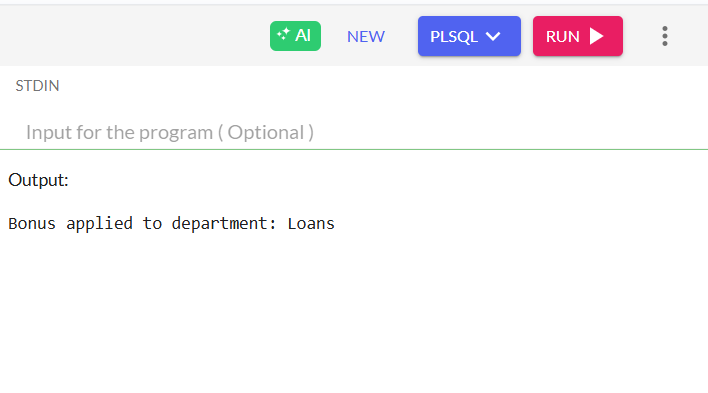 AI NEW PLSQL RUN
STDIN
Input for the program ( Optional )
Output:
Bonus applied to department: Loans